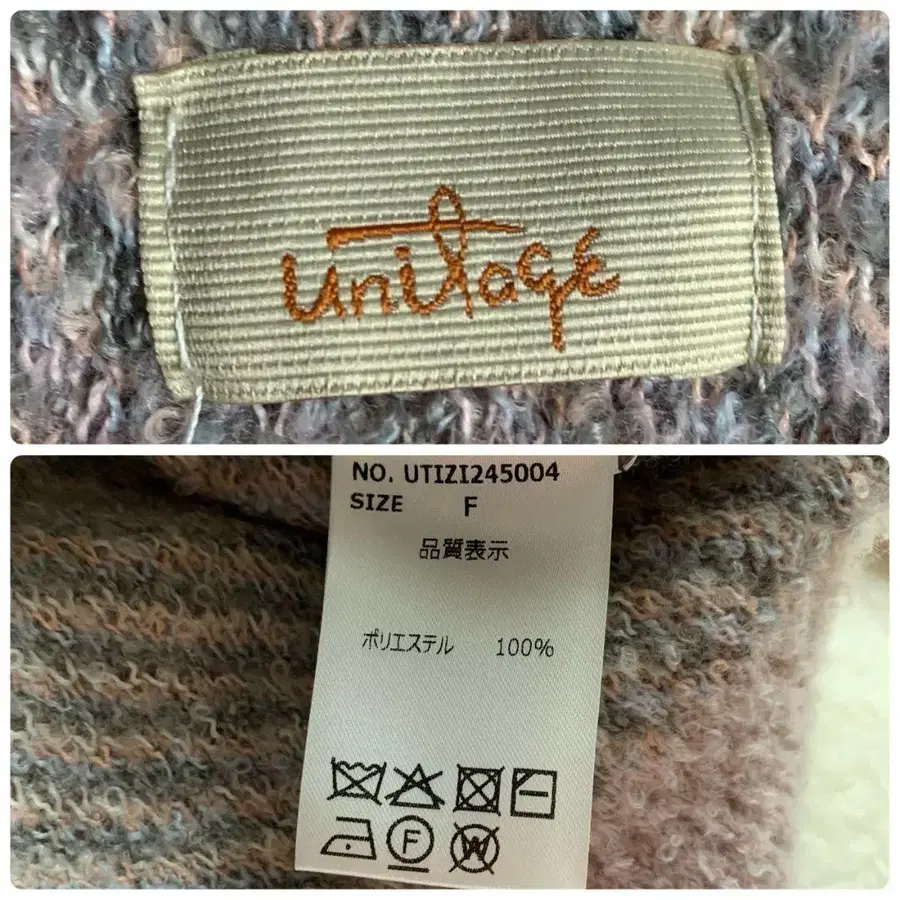 unitage
NO. UTIZI245004
SIZE F
品質表示
ポリエステル 100%
F
W